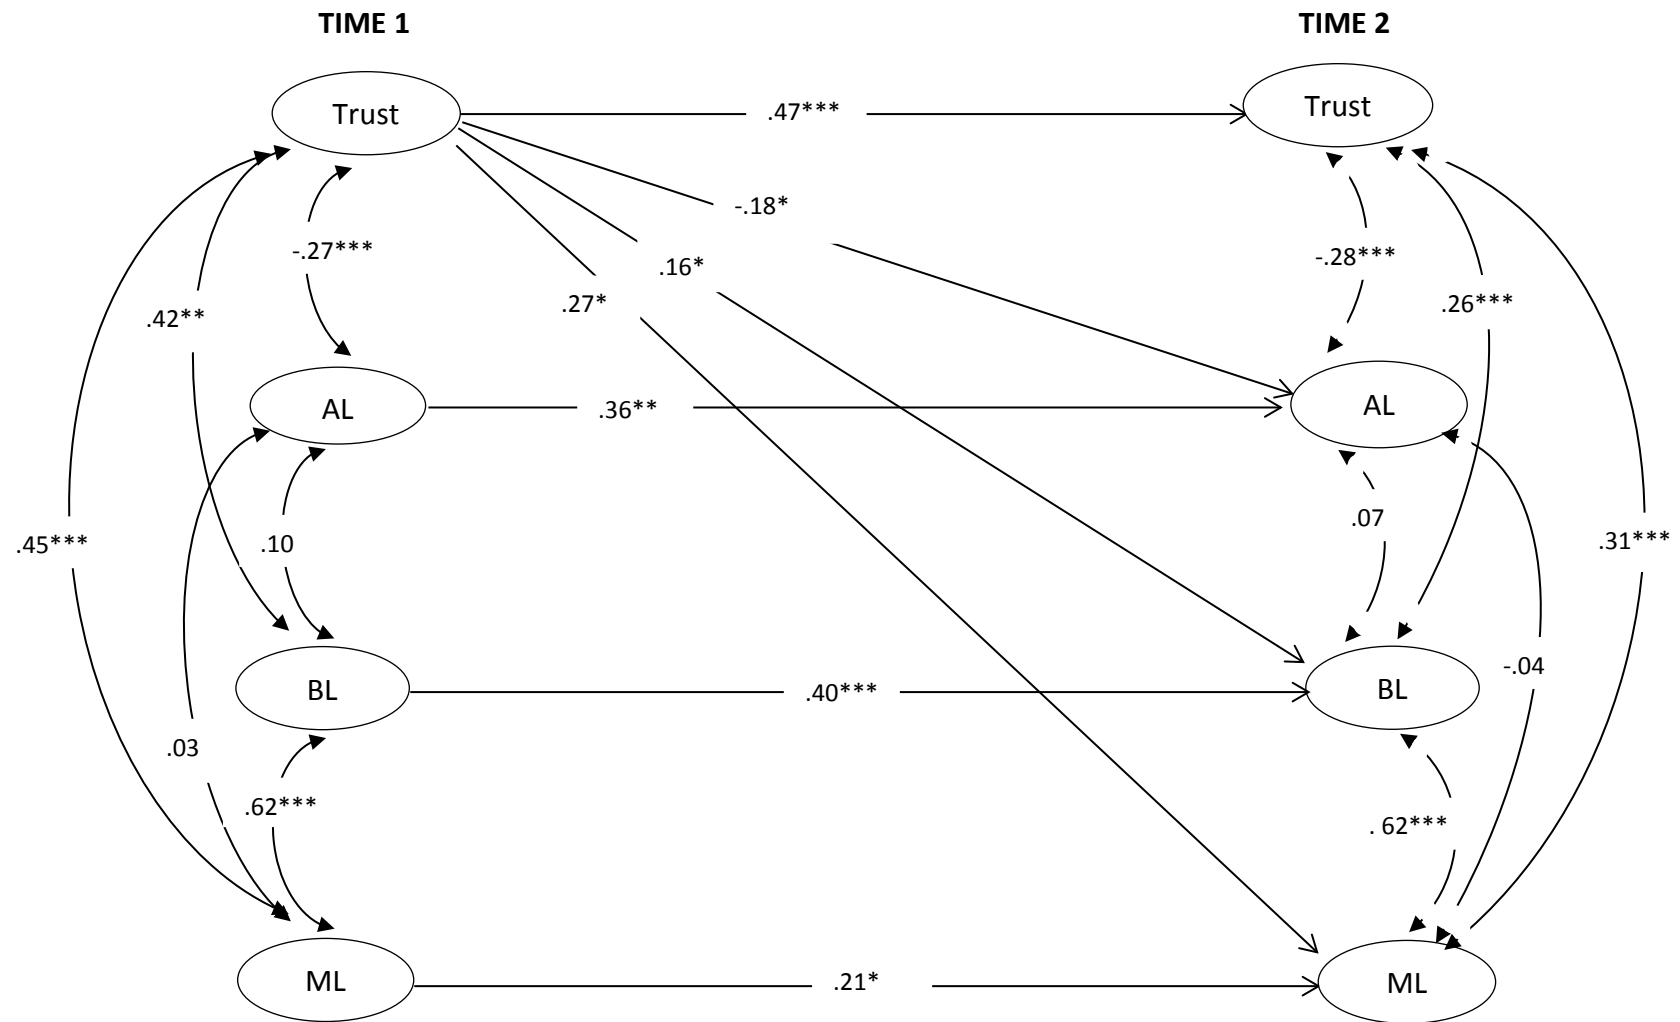 TIME 1
TIME 2
Trust
.47***
Trust
-.18*
-.27***
-.28***
.16*
.27*
.42**
.26***
AL
.36**
AL
.07
.45***
.10
.31***
-.04
BL
.40***
BL
.03
.62***
. 62***
ML
.21*
ML